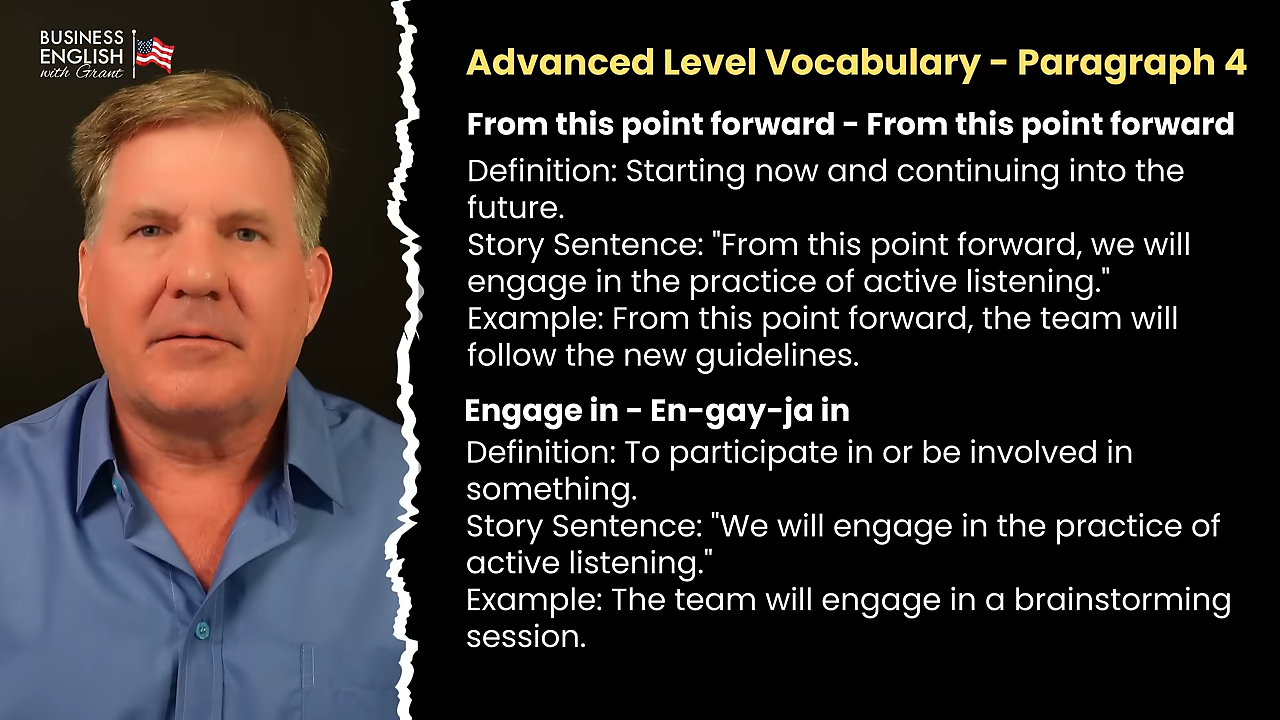 BUSINESS
ENGLISH
with Grant
Advanced Level Vocabulary - Paragraph 4
From this point forward - From this point forward
Definition: Starting now and continuing into the
future.
Story Sentence: "From this point forward, we will
engage in the practice of active listening."
Example: From this point forward, the team will
follow the new guidelines.
Engage in - En-gay-ja in
Definition: To participate in or be involved in
something.
Story Sentence: "We will engage in the practice of
active listening."
Example: The team will engage in a brainstorming
session.